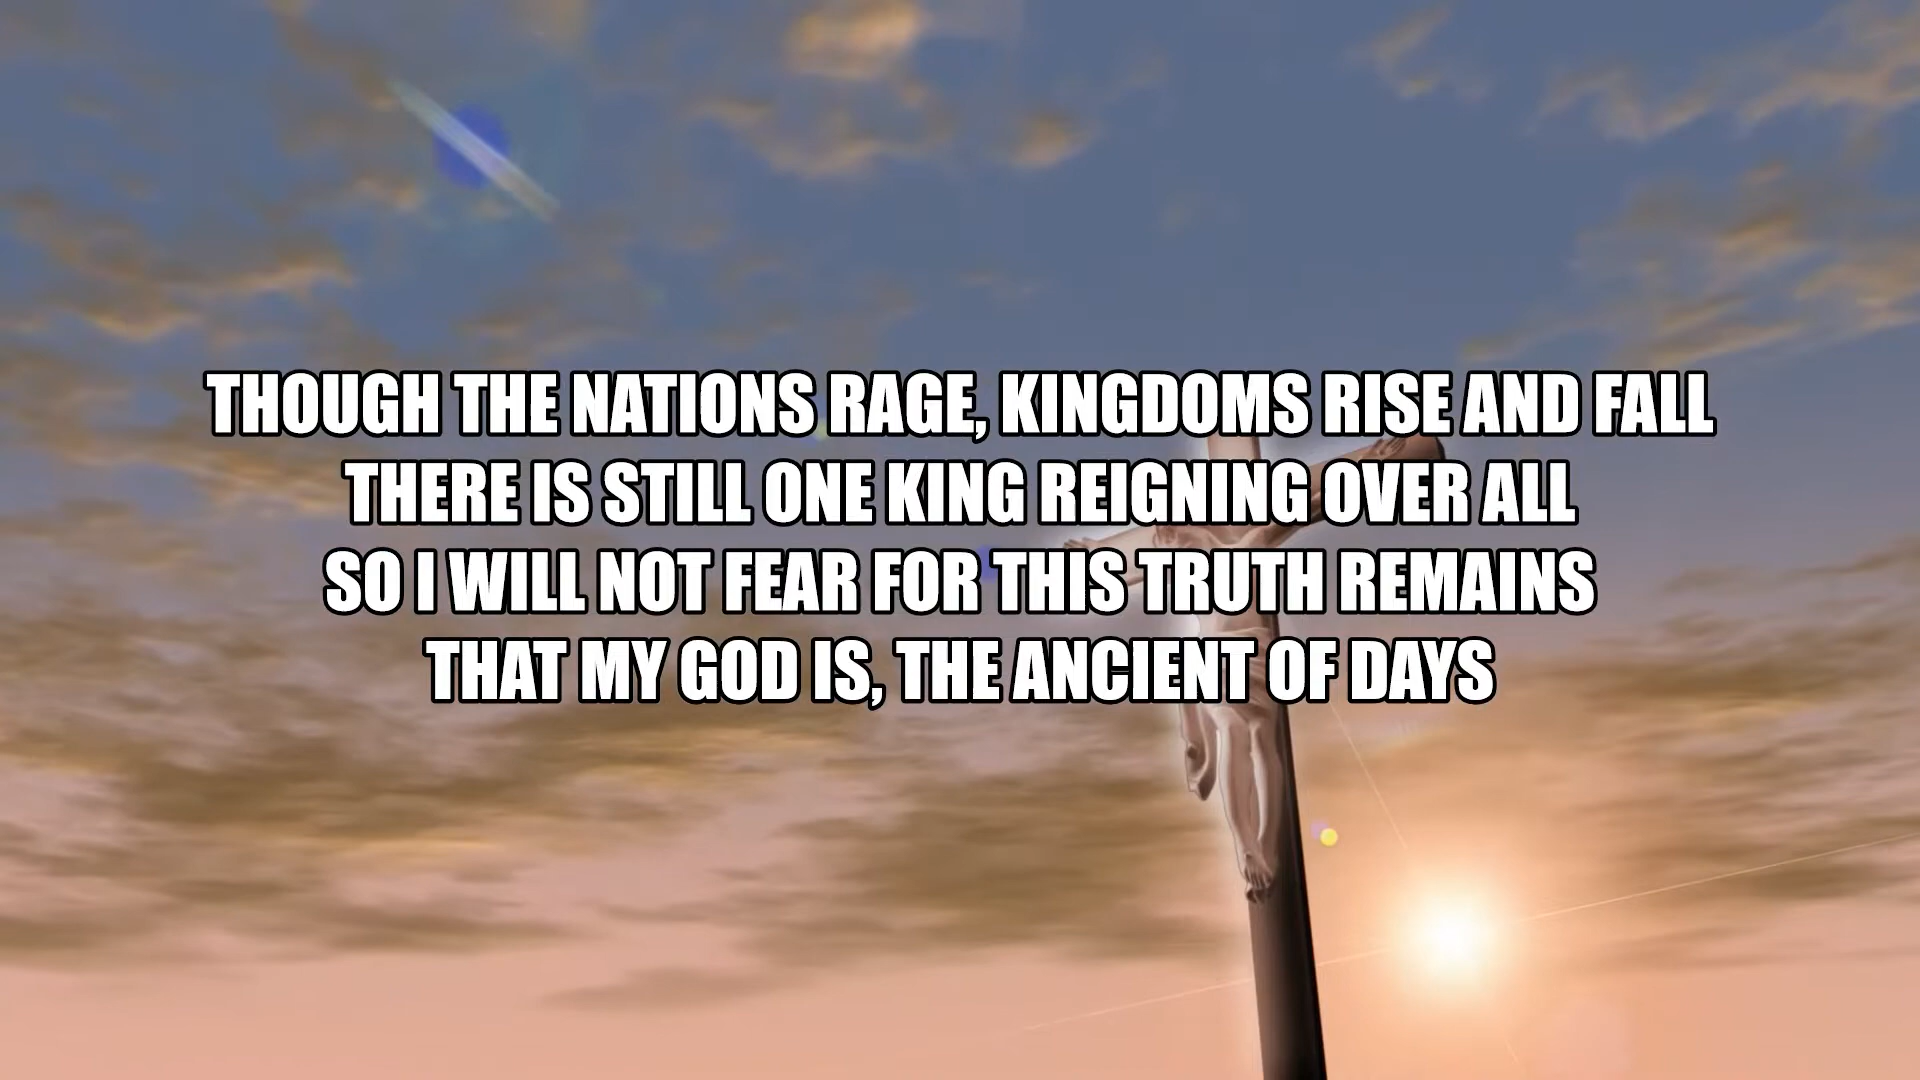 THOUGH THE NATIONS RAGE, KINGDOMS RISE AND FALL
THERE IS STILL ONE KING REIGNING OVER ALL
SO I WILL NOT FEAR FOR THIS TRUTH REMAINS
THAT MY GOD IS, THE ANCIENT OF DAYS